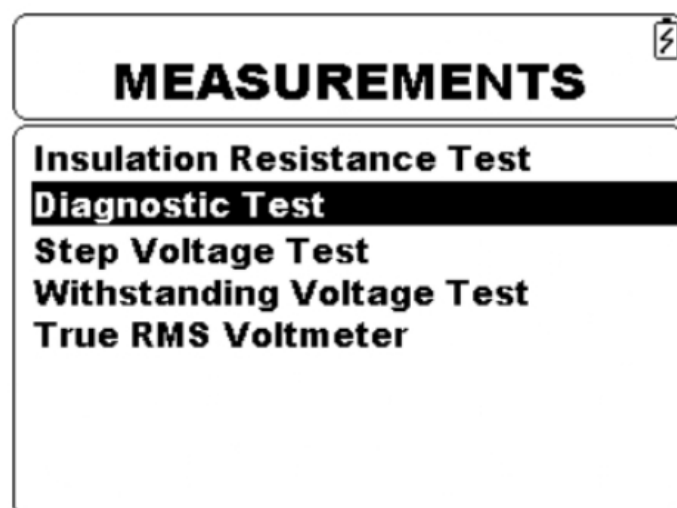 MEASUREMENTS
Insulation Resistance Test
Diagnostic Test
Step Voltage Test
Withstanding Voltage Test
True RMS Voltmeter